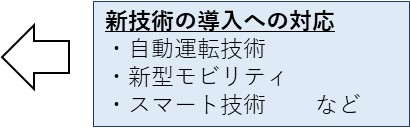 新技術の導入への対応
・自動運転技術
・新型モビリティ
・スマート技術　　など